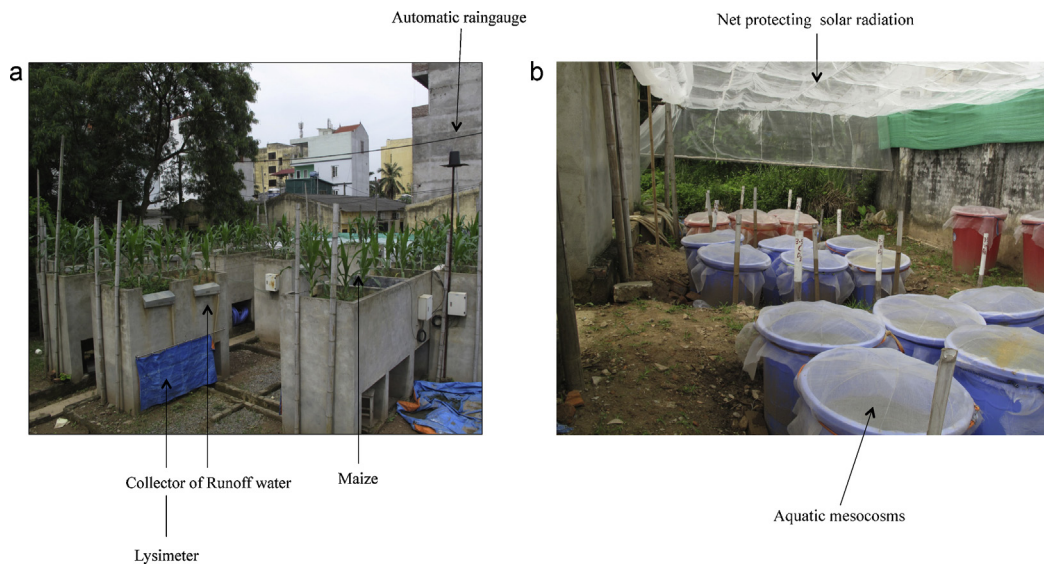 Automatic raingauge
Net protecting solar radiation
a
b
Collector of Runoff water
Maize
Aquatic mesocosms
Lysimeter